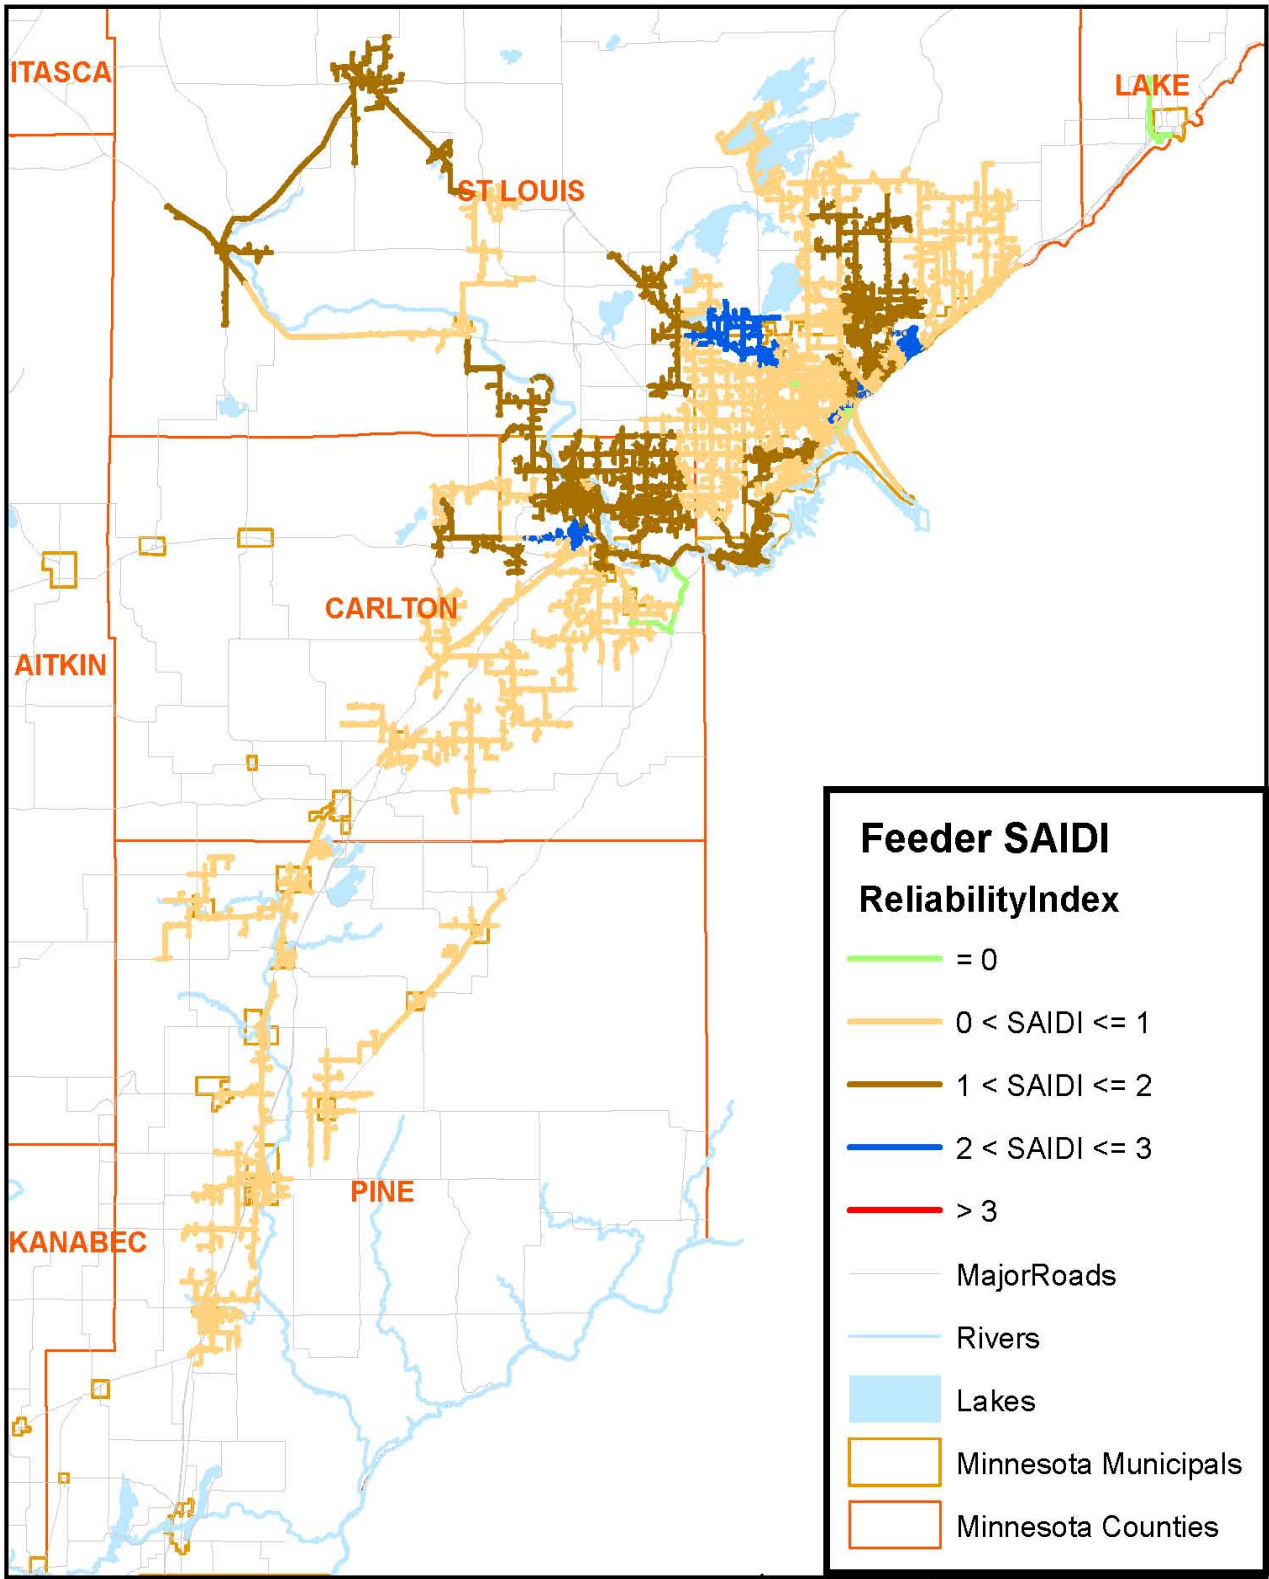 ITASCA
LAKE
ST LOUIS
CARLTON
AITKIN
PINE
KANABEC
Feeder SAIDI
ReliabilityIndex
= 0
0 < SAIDI <= 1
1 < SAIDI <= 2
2 < SAIDI <= 3
> 3
MajorRoads
Rivers
Lakes
Minnesota Municipals
Minnesota Counties